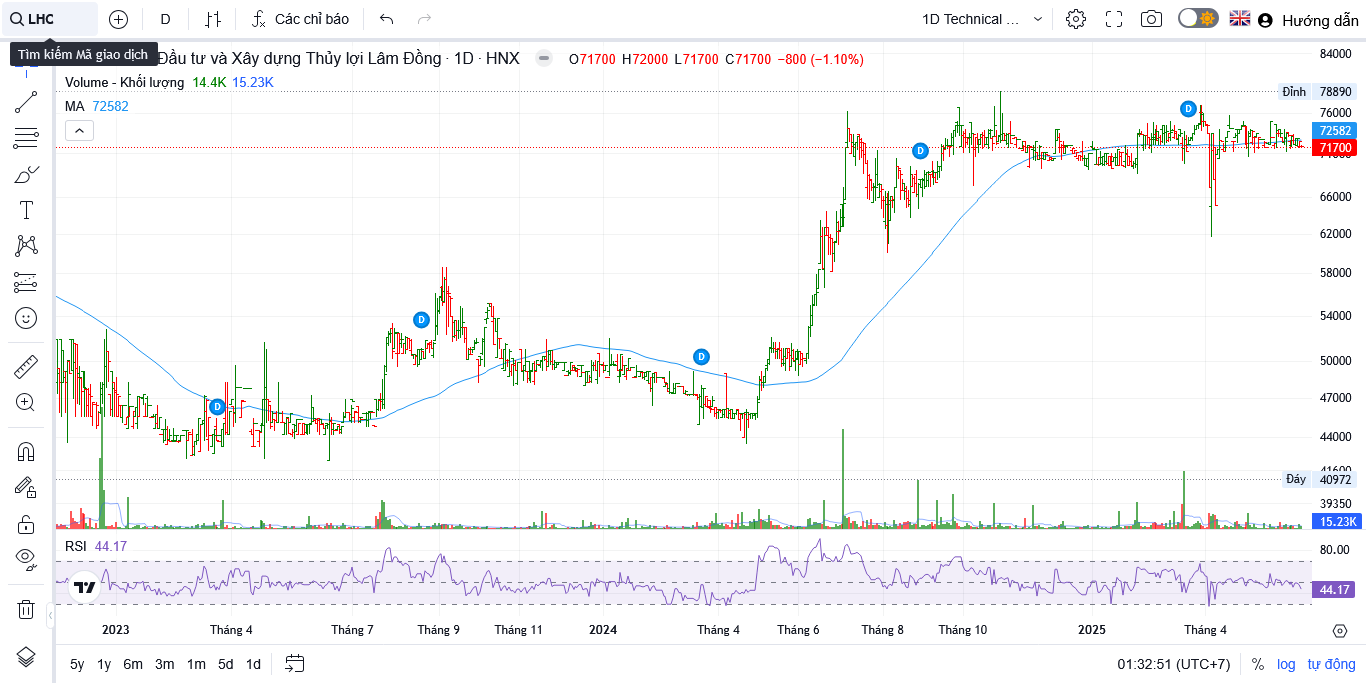 LHC
D
Các chỉ báo
1D Technical ...
Hướng dẫn
Tìm kiếm Mã giao dịch
Đầu tư và Xây dựng Thủy lợi Lâm Đồng · 1D · HNX
O71700 H72000 L71700 C71700 −800 (−1.10%)
Volume - Khối lượng 14.4K 15.23K
MA 72582
84000
Đỉnh 78890
76000
72582
71700
71000
66000
62000
58000
54000
50000
47000
44000
41600
Đáy 40972
39350
15.23K
D
D
D
D
D
RSI 44.17
80.00
44.17
2023 Tháng 4 Tháng 7 Tháng 9 Tháng 11 2024 Tháng 4 Tháng 6 Tháng 8 Tháng 10 2025 Tháng 4
5y 1y 6m 3m 1m 5d 1d
01:32:51 (UTC+7) % log tự động